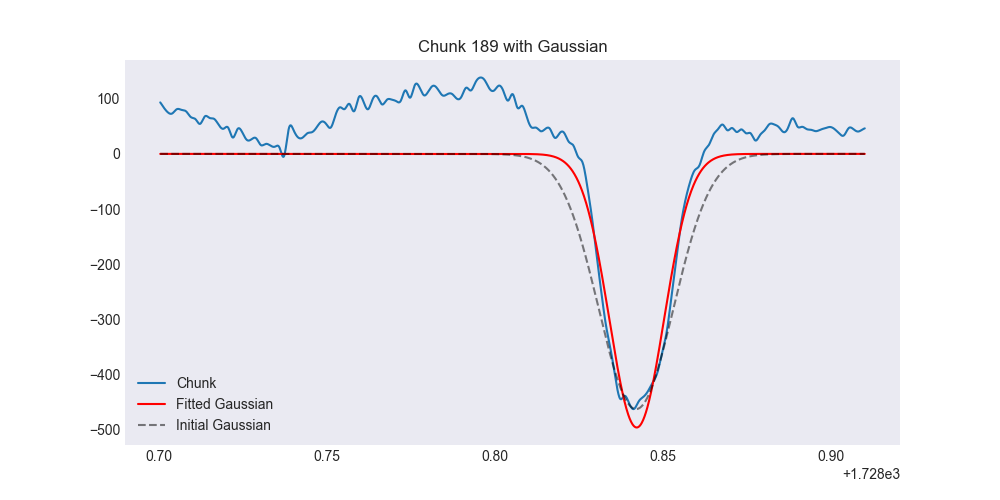 Chunk 189 with Gaussian
100
0
−100
−200
−300
−400
−500
Chunk
Fitted Gaussian
Initial Gaussian
0.70 0.75 0.80 0.85 0.90
+1.728e3